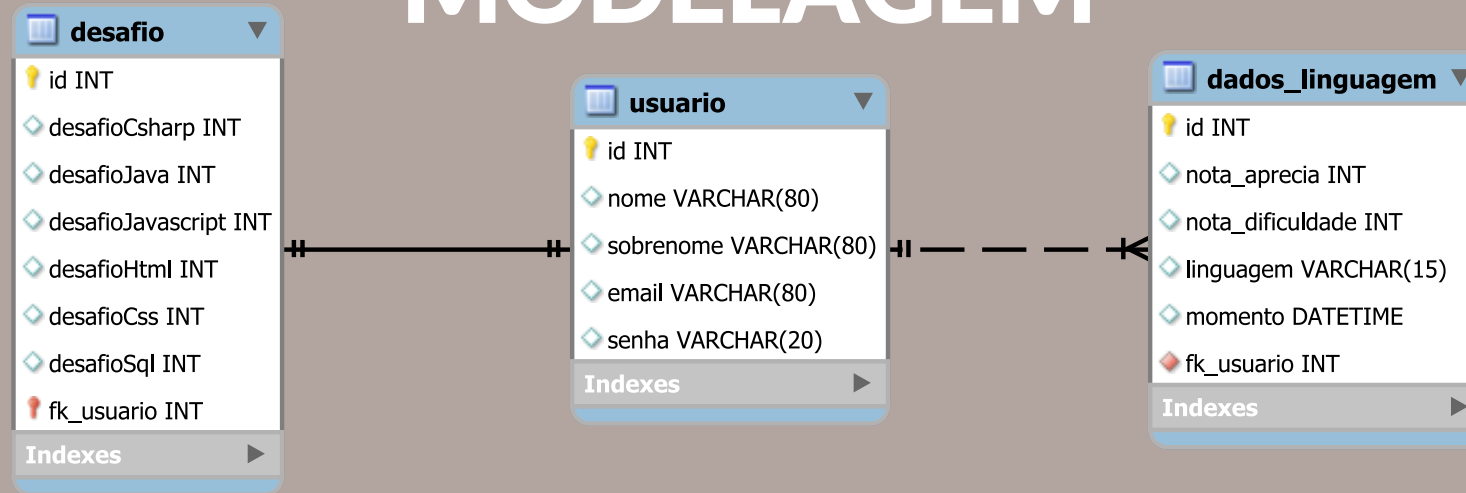 MODELAGEM
desafio
id INT
desafioCsharp INT
desafioJava INT
desafioJavascript INT
desafioHtml INT
desafioCss INT
desafioSql INT
fk_usuario INT
Indexes
usuario
id INT
nome VARCHAR(80)
sobrenome VARCHAR(80)
email VARCHAR(80)
senha VARCHAR(20)
Indexes
dados_linguagem
id INT
nota_aprecia INT
nota_dificuldade INT
linguagem VARCHAR(15)
momento DATETIME
fk_usuario INT
Indexes